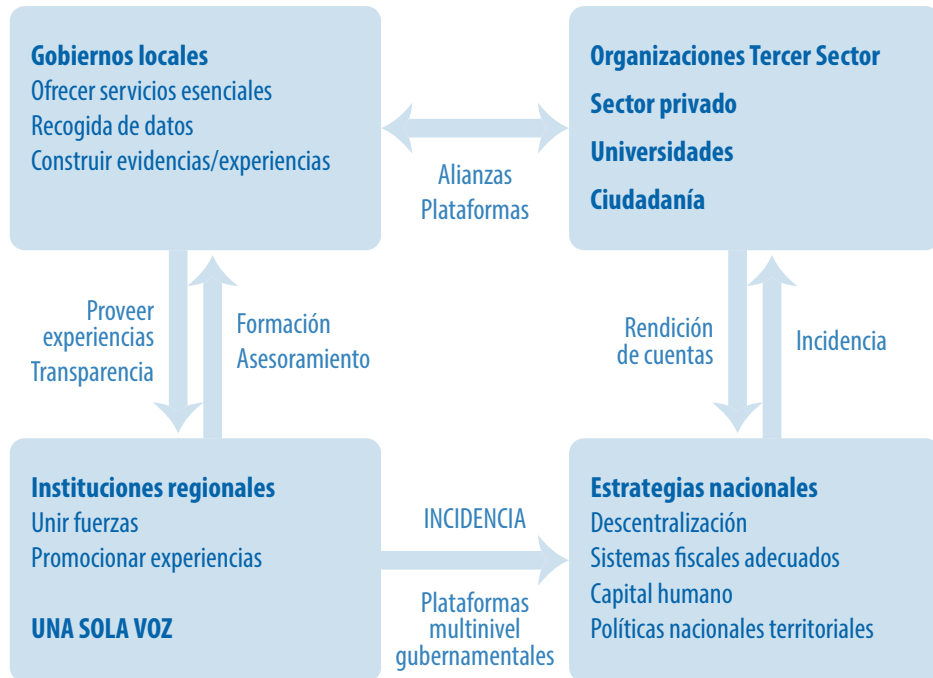 Gobiernos locales
Ofrecer servicios esenciales
Recogida de datos
Construir evidencias/experiencias
Alianzas
Plataformas
Organizaciones Tercer Sector
Sector privado
Universidades
Ciudadanía
Proveer
experiencias
Transparencia
Formación
Asesoramiento
Rendición
de cuentas
Incidencia
Instituciones regionales
Unir fuerzas
Promocionar experiencias
UNA SOLA VOZ
INCIDENCIA
Plataformas
multinivel
gubernamentales
Estrategias nacionales
Descentralización
Sistemas fiscales adecuados
Capital humano
Políticas nacionales territoriales